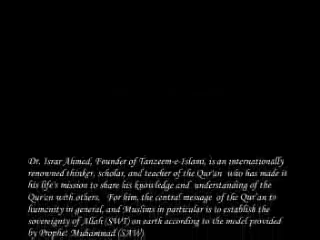 Dr. Israr Ahmed, Founder of Tanzeem-e-Islami, is an internationally
renowned thinker, scholar, and teacher of the Qur'an who has made it
his life's mission to share his knowledge and understanding of the
Qur'an with others. For him, the central message of the Qur'an to
humanity in general, and Muslims in particular is to establish the
sovereignty of Allah (SWT) on earth according to the model provided
by Prophet Muhammad (SAW)